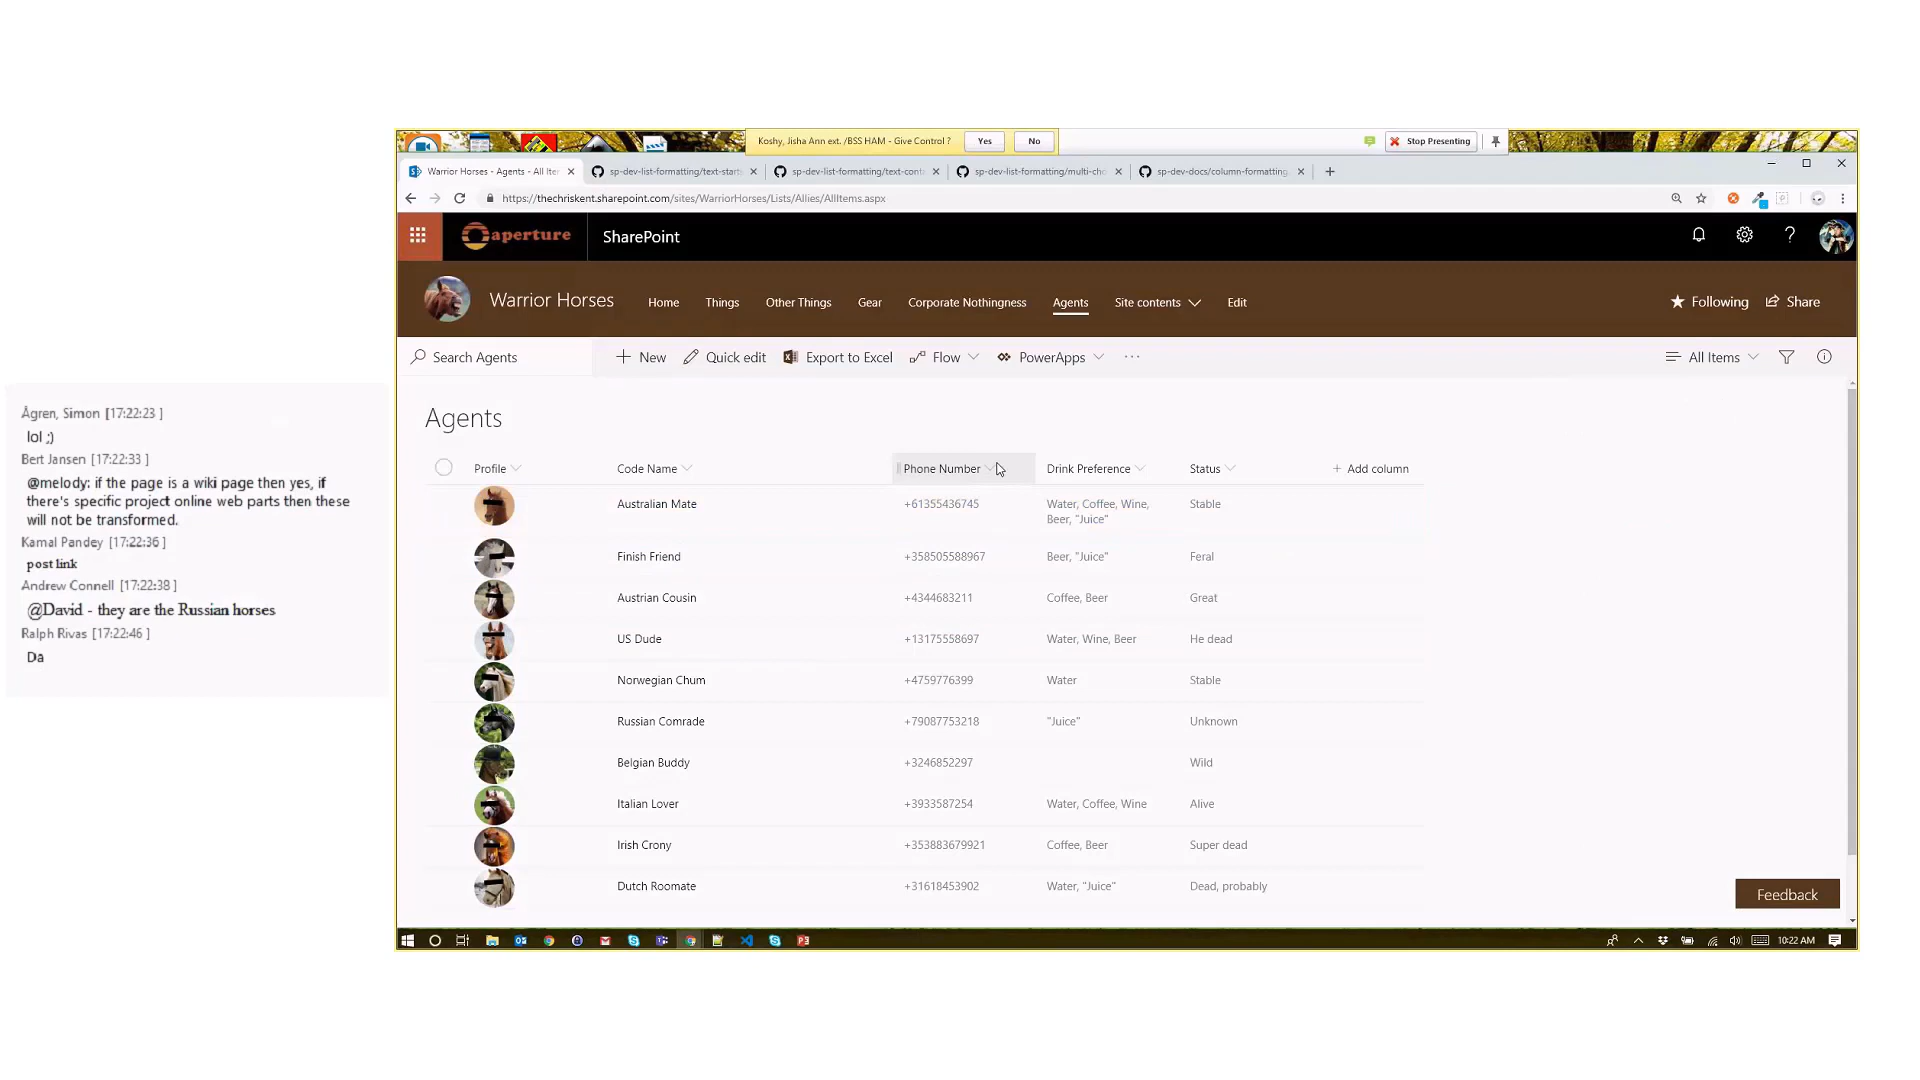 Koshy, Jisha Ann ext. /BSS HAM - Give Control ?
Yes
No
Stop Presenting
Warrior Horses - Agents - All Iter
sp-dev-list-formatting/text-starts
sp-dev-list-formatting/text-conta
sp-dev-list-formatting/multi-cho
sp-dev-docs/column-formatting
https://thechriskent.sharepoint.com/sites/WarriorHorses/Lists/Allies/AllItems.aspx
aperture
SharePoint
Warrior Horses
Home
Things
Other Things
Gear
Corporate Nothingness
Agents
Site contents
Edit
Following
Share
Search Agents
New
Quick edit
Export to Excel
Flow
PowerApps
All Items
Agents
Profile
Code Name
Phone Number
Drink Preference
Status
+ Add column
Australian Mate
+61355436745
Water, Coffee, Wine,
Beer, "Juice"
Stable
Finish Friend
+358505588967
Beer, "Juice"
Feral
Austrian Cousin
+4344683211
Coffee, Beer
Great
US Dude
+13175558697
Water, Wine, Beer
He dead
Norwegian Chum
+4759776399
Water
Stable
Russian Comrade
+79087753218
"Juice"
Unknown
Belgian Buddy
+3246852297
Wild
Italian Lover
+3933587254
Water, Coffee, Wine
Alive
Irish Crony
+353883679921
Coffee, Beer
Super dead
Dutch Roomate
+31618453902
Water, "Juice"
Dead, probably
Feedback
10:22 AM
Ågren, Simon [17:22:23 ]
lol ;)
Bert Jansen [17:22:33 ]
@melody: if the page is a wiki page then yes, if
there's specific project online web parts then these
will not be transformed.
Kamal Pandey [17:22:36 ]
post link
Andrew Connell [17:22:38 ]
@David - they are the Russian horses
Ralph Rivas [17:22:46 ]
Da